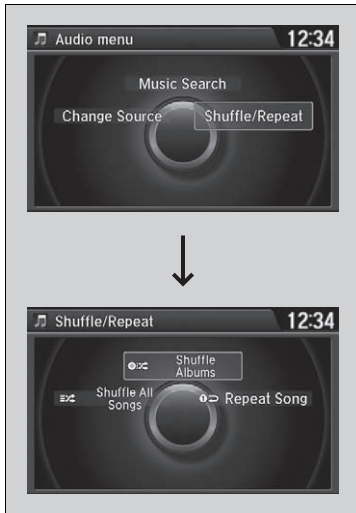 Audio menu 12:34
Music Search
Change Source Shuffle/Repeat
Shuffle/Repeat 12:34
Shuffle
Albums
Shuffle All
Songs
Repeat Song